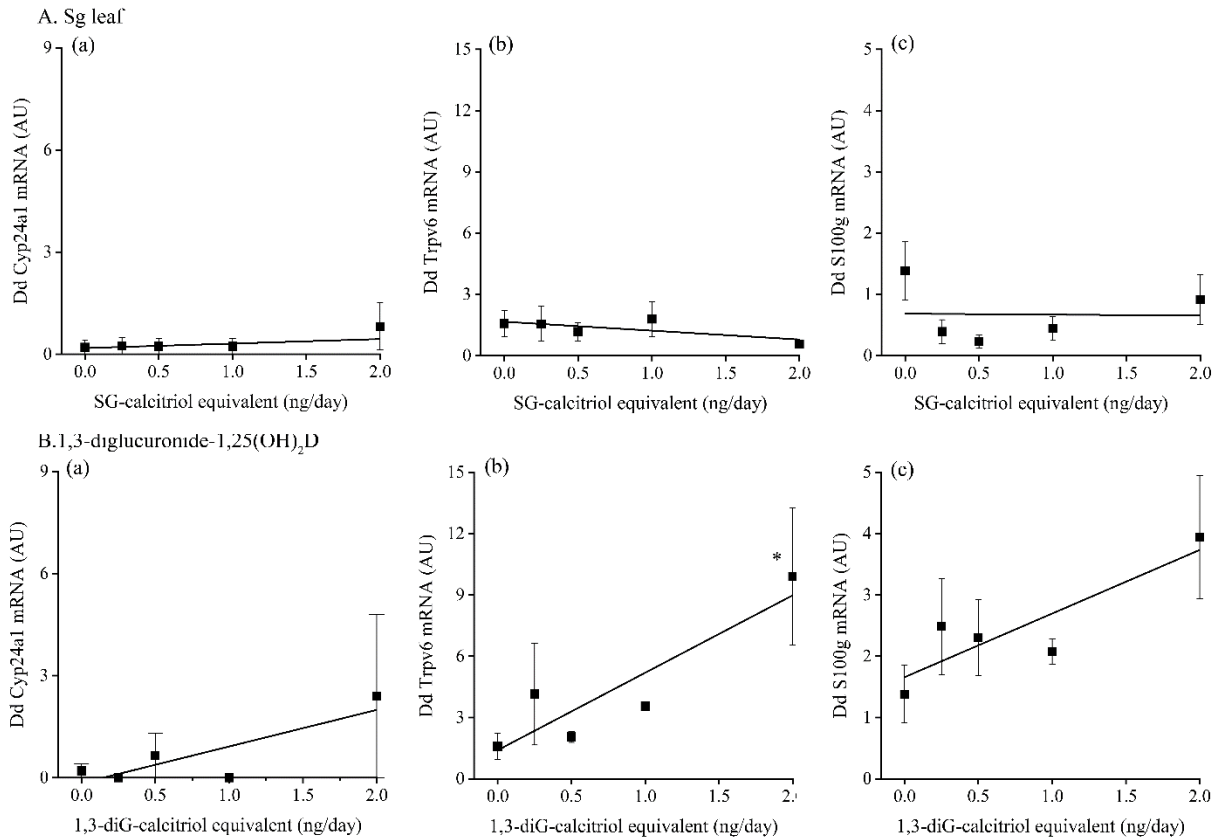 A. Sg leaf
(a)
(b)
(c)
9
6
3
0
Dd Cyp24a1 mRNA (AU)
0.0 0.5 1.0 1.5 2.0
SG-calcitriol equivalent (ng/day)
15
12
9
6
3
0
Dd Trpv6 mRNA (AU)
0.0 0.5 1.0 1.5 2.0
SG-calcitriol equivalent (ng/day)
5
4
3
2
1
0
Dd S100g mRNA (AU)
0.0 0.5 1.0 1.5 2.0
SG-calcitriol equivalent (ng/day)
B.1,3-diglucuronide-1,25(OH)₂D
(a)
(b)
(c)
9
6
3
0
Dd Cyp24a1 mRNA (AU)
0.0 0.5 1.0 1.5 2.0
1,3-diG-calcitriol equivalent (ng/day)
15
12
9
6
3
0
Dd Trpv6 mRNA (AU)
*
0.0 0.5 1.0 1.5 2.0
1,3-diG-calcitriol equivalent (ng/day)
5
4
3
2
1
0
Dd S100g mRNA (AU)
0.0 0.5 1.0 1.5 2.0
1,3-diG-calcitriol equivalent (ng/day)